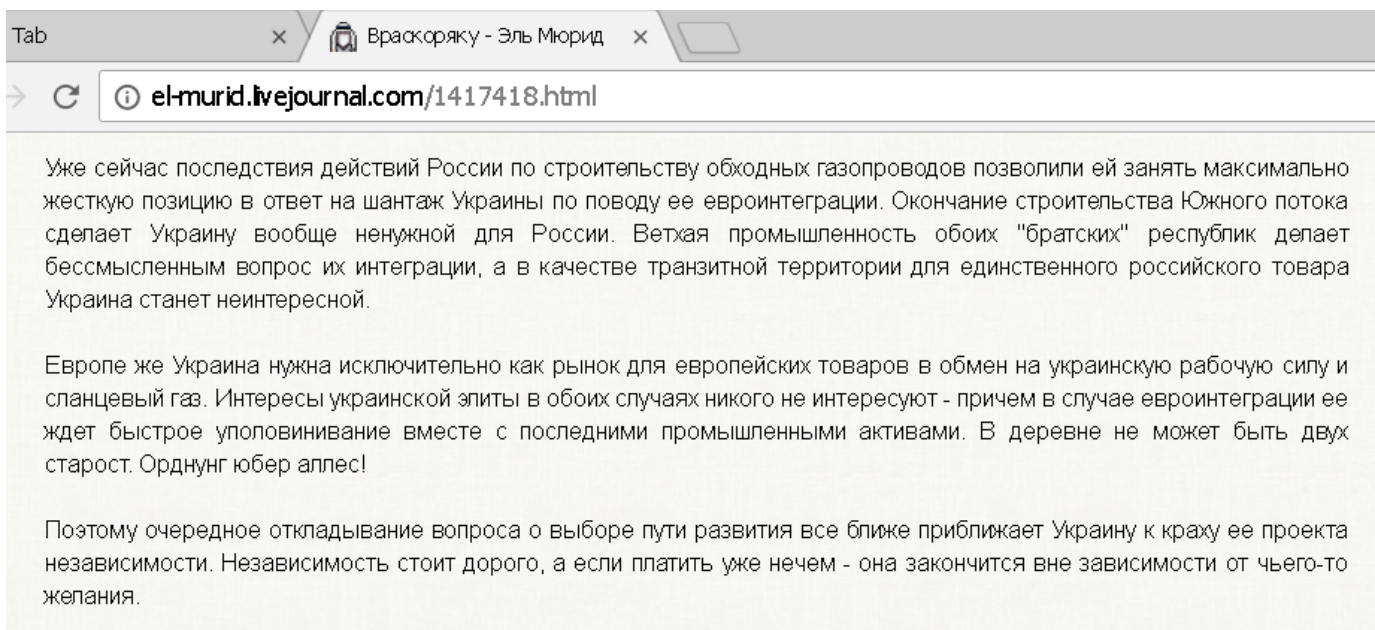 Tab
Враскоряку - Эль Мюрид
el-murid.livejournal.com/1417418.html
Уже сейчас последствия действий России по строительству обходных газопроводов позволили ей занять максимально
жесткую позицию в ответ на шантаж Украины по поводу ее евроинтеграции. Окончание строительства Южного потока
сделает Украину вообще ненужной для России. Ветхая промышленность обоих "братских" республик делает
бессмысленным вопрос их интеграции, а в качестве транзитной территории для единственного российского товара
Украина станет неинтересной.
Европе же Украина нужна исключительно как рынок для европейских товаров в обмен на украинскую рабочую силу и
сланцевый газ. Интересы украинской элиты в обоих случаях никого не интересуют - причем в случае евроинтеграции ее
ждет быстрое уполовинивание вместе с последними промышленными активами. В деревне не может быть двух
старост. Орднунг юбер аллес!
Поэтому очередное откладывание вопроса о выборе пути развития все ближе приближает Украину к краху ее проекта
независимости. Независимость стоит дорого, а если платить уже нечем - она закончится вне зависимости от чьего-то
желания.